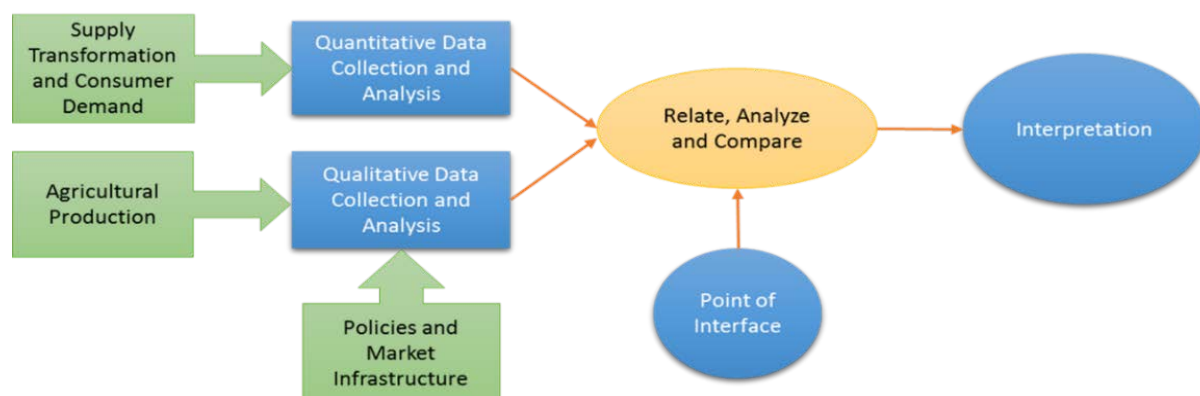 Supply
Transformation
and Consumer
Demand
Quantitative Data
Collection and
Analysis
Relate, Analyze
and Compare
Interpretation
Agricultural
Production
Qualitative Data
Collection and
Analysis
Point of
Interface
Policies and
Market
Infrastructure